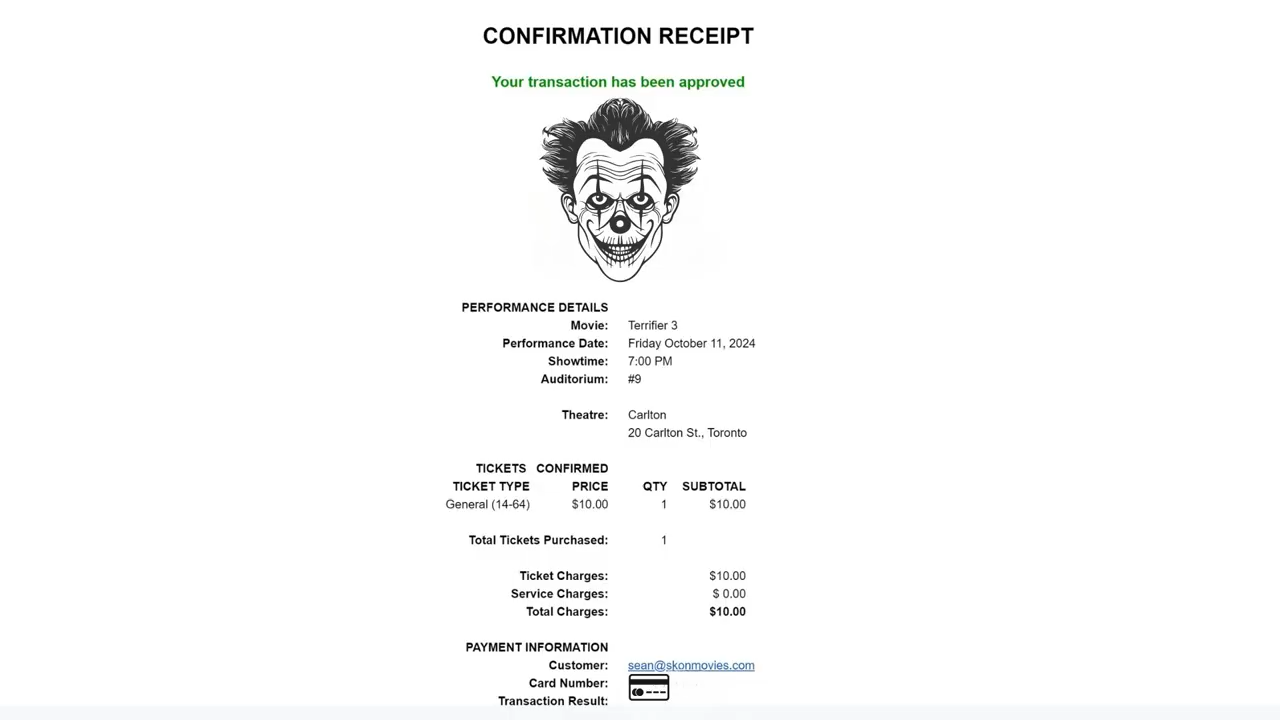 CONFIRMATION RECEIPT
Your transaction has been approved
PERFORMANCE DETAILS
Movie: Terrifier 3
Performance Date: Friday October 11, 2024
Showtime: 7:00 PM
Auditorium: #9
Theatre: Carlton
20 Carlton St., Toronto
TICKETS CONFIRMED
TICKET TYPE PRICE QTY SUBTOTAL
General (14-64) $10.00 1 $10.00
Total Tickets Purchased: 1
Ticket Charges: $10.00
Service Charges: $ 0.00
Total Charges: $10.00
PAYMENT INFORMATION
Customer: sean@skonmovies.com
Card Number:
Transaction Result: